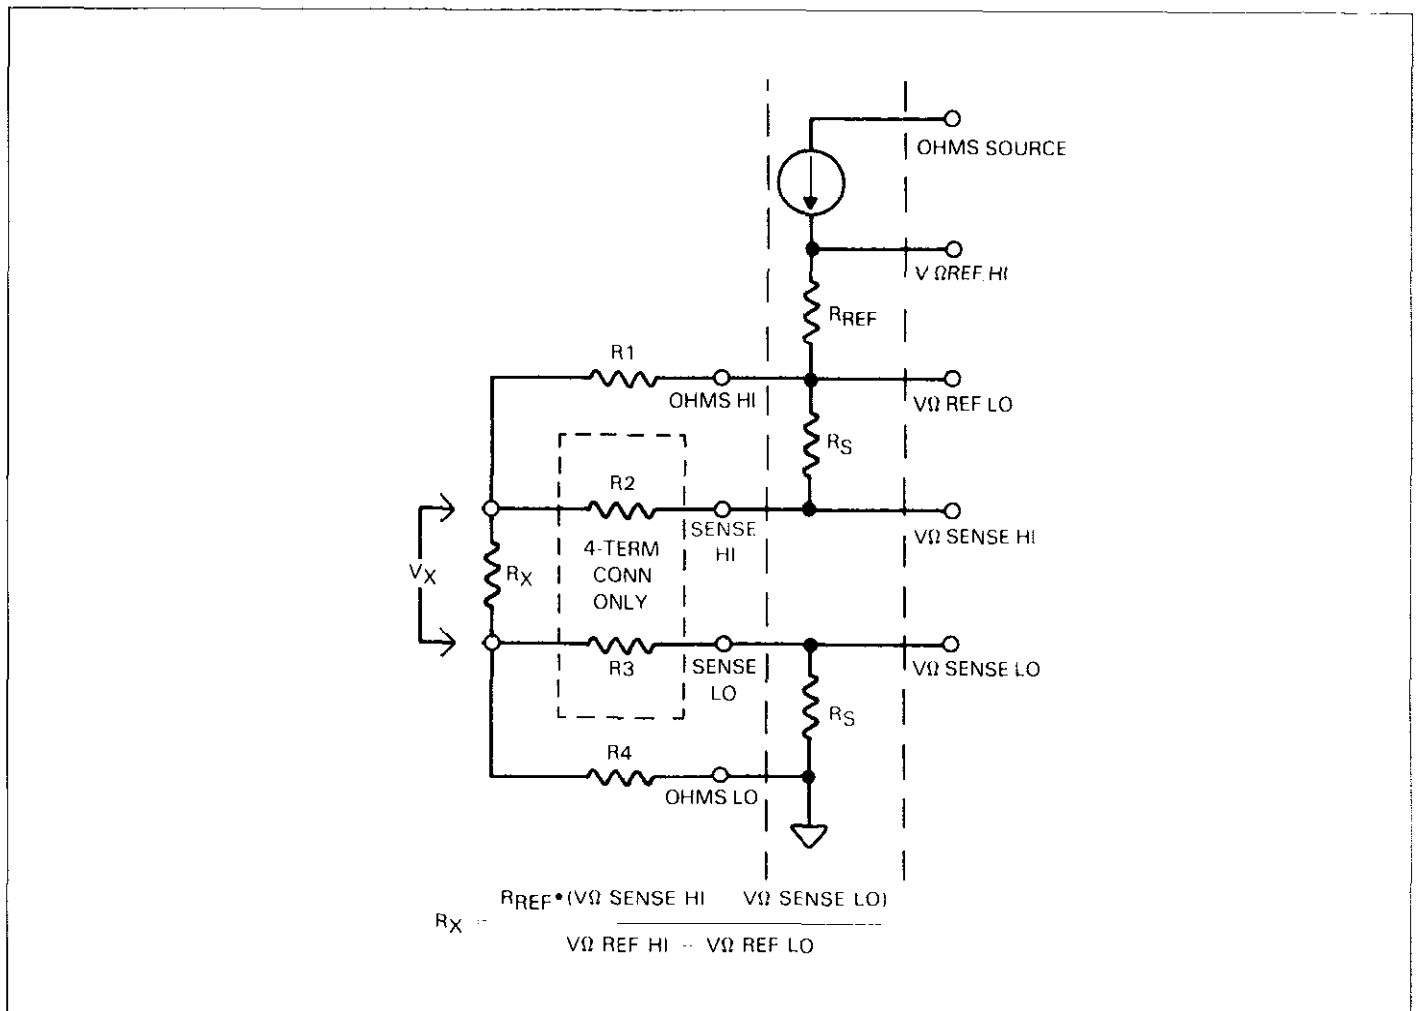 OHMS SOURCE
V ΩREF HI
RREF
R1
OHMS HI
VΩ REF LO
RS
R2
SENSE HI
VΩ SENSE HI
4-TERM
CONN
ONLY
VX
RX
R3
SENSE LO
VΩ SENSE LO
RS
R4
OHMS LO
RREF•(VΩ SENSE HI VΩ SENSE LO)
RX -
VΩ REF HI - VΩ REF LO